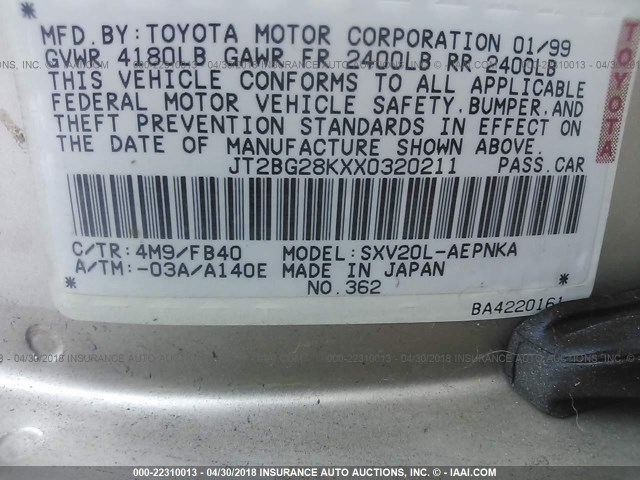 MFD. BY: TOYOTA MOTOR CORPORATION 01/99
GVWR 4180LB GAWR FR 2400LB RR 2400LB
THIS VEHICLE CONFORMS TO ALL APPLICABLE
FEDERAL MOTOR VEHICLE SAFETY, BUMPER, AND
THEFT PREVENTION STANDARDS IN EFFECT ON
THE DATE OF MANUFACTURE SHOWN ABOVE.
JT2BG28KXX0320211 PASS. CAR
C/TR: 4M9/FB40 MODEL: SXV20L-AEPNKA
A/TM: -03A/A140E MADE IN JAPAN
NO. 362
BA4220161
TOYOTA
000-22310013 - 04/30/2018 INSURANCE AUTO AUCTIONS, INC. - © - IAAI.COM